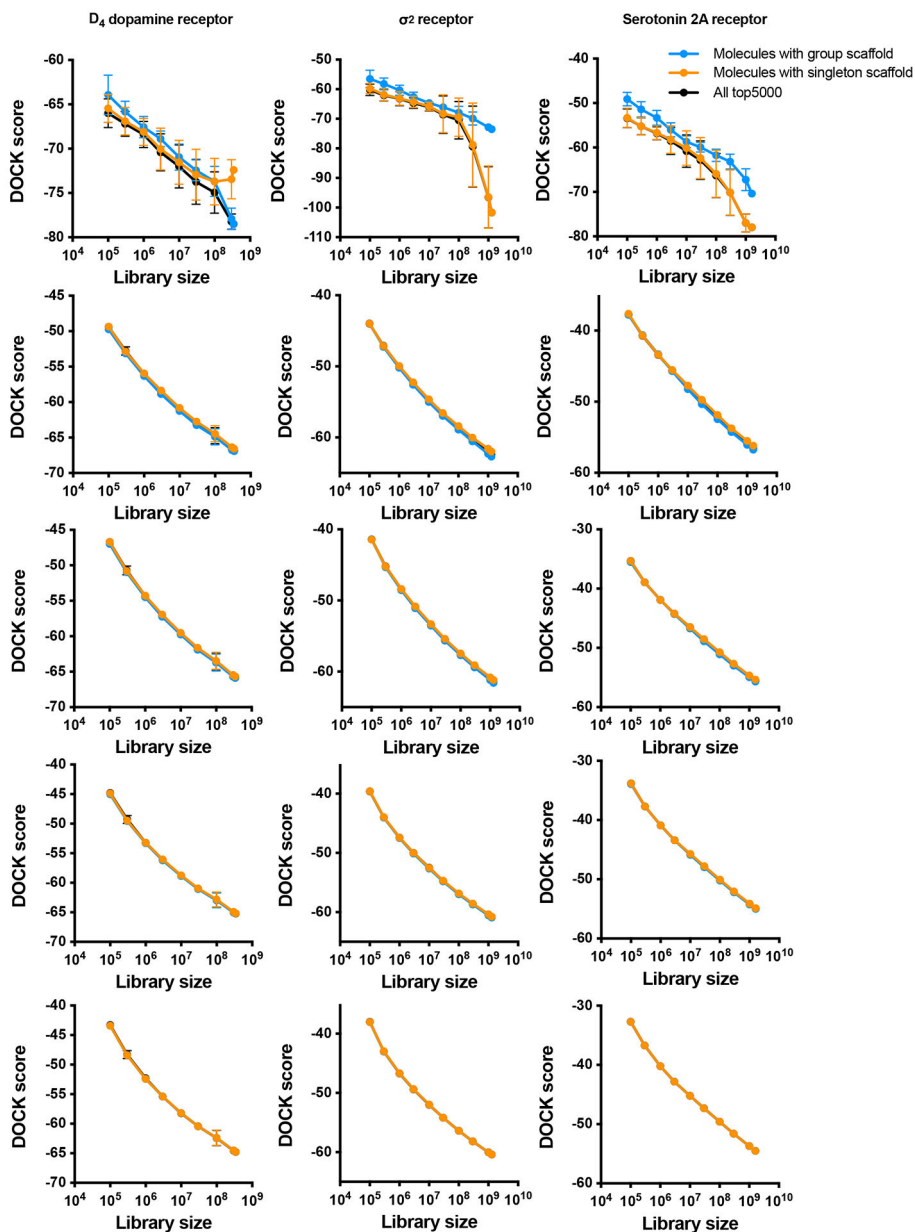 D4 dopamine receptor
σ2 receptor
Serotonin 2A receptor
Molecules with group scaffold
Molecules with singleton scaffold
All top5000
DOCK score
-60
-65
-70
-75
-80
10^4 10^5 10^6 10^7 10^8 10^9
Library size
DOCK score
-50
-60
-70
-80
-90
-100
-110
10^4 10^5 10^6 10^7 10^8 10^9 10^10
Library size
DOCK score
-40
-50
-60
-70
-80
10^4 10^5 10^6 10^7 10^8 10^9 10^10
Library size
DOCK score
-45
-50
-55
-60
-65
-70
10^4 10^5 10^6 10^7 10^8 10^9
Library size
DOCK score
-40
-60
10^4 10^5 10^6 10^7 10^8 10^9 10^10
Library size
DOCK score
-40
-50
-60
10^4 10^5 10^6 10^7 10^8 10^9 10^10
Library size
DOCK score
-45
-50
-55
-60
-65
-70
10^4 10^5 10^6 10^7 10^8 10^9
Library size
DOCK score
-40
-50
-60
10^4 10^5 10^6 10^7 10^8 10^9 10^10
Library size
DOCK score
-30
-40
-50
-60
10^4 10^5 10^6 10^7 10^8 10^9 10^10
Library size
DOCK score
-40
-45
-50
-55
-60
-65
-70
10^4 10^5 10^6 10^7 10^8 10^9
Library size
DOCK score
-40
-50
-60
10^4 10^5 10^6 10^7 10^8 10^9 10^10
Library size
DOCK score
-30
-40
-50
-60
10^4 10^5 10^6 10^7 10^8 10^9 10^10
Library size
DOCK score
-40
-50
-55
-60
-65
-70
10^4 10^5 10^6 10^7 10^8 10^9
Library size
DOCK score
-40
-50
-60
10^4 10^5 10^6 10^7 10^8 10^9 10^10
Library size
DOCK score
-30
-40
-50
-60
10^4 10^5 10^6 10^7 10^8 10^9 10^10
Library size